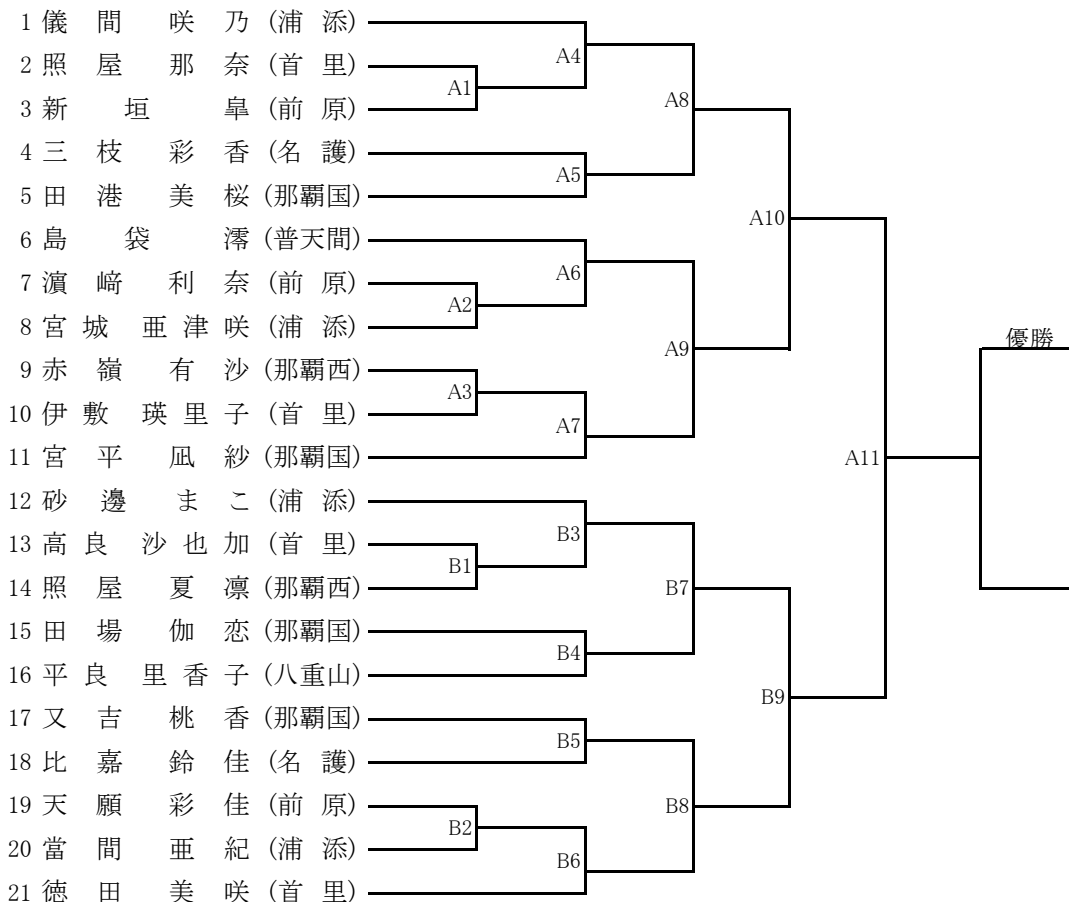 1 儀間 咲乃 (浦添)
2 照屋 那奈 (首里)
3 新垣 皐 (前原)
4 三枝 彩香 (名護)
5 田港 美桜 (那覇国)
6 島袋 澪 (普天間)
7 濵﨑 利奈 (前原)
8 宮城 亜津咲 (浦添)
9 赤嶺 有沙 (那覇西)
10 伊敷 瑛里子 (首里)
11 宮平 凪紗 (那覇国)
12 砂邊 まこ (浦添)
13 高良 沙也加 (首里)
14 照屋 夏凛 (那覇西)
15 田場 伽恋 (那覇国)
16 平良 里香子 (八重山)
17 又吉 桃香 (那覇国)
18 比嘉 鈴佳 (名護)
19 天願 彩佳 (前原)
20 當間 亜紀 (浦添)
21 徳田 美咲 (首里)
A1
A2
A3
B1
B2
A4
A5
A6
A7
B3
B4
B5
B6
A8
A9
B7
B8
A10
B9
A11
優勝